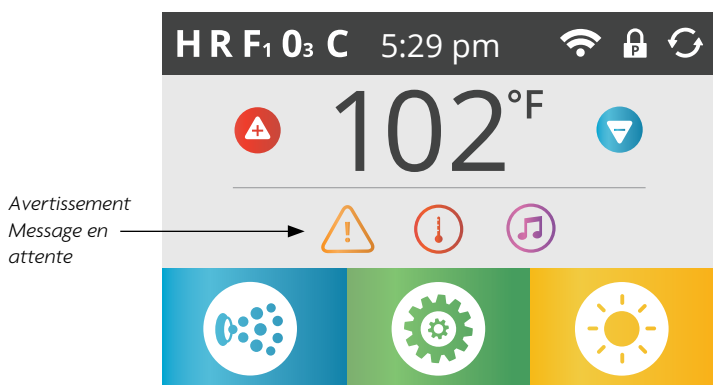 H R F₁ 0₃ C 5:29 pm P
102°F
Avertissement
Message en
attente